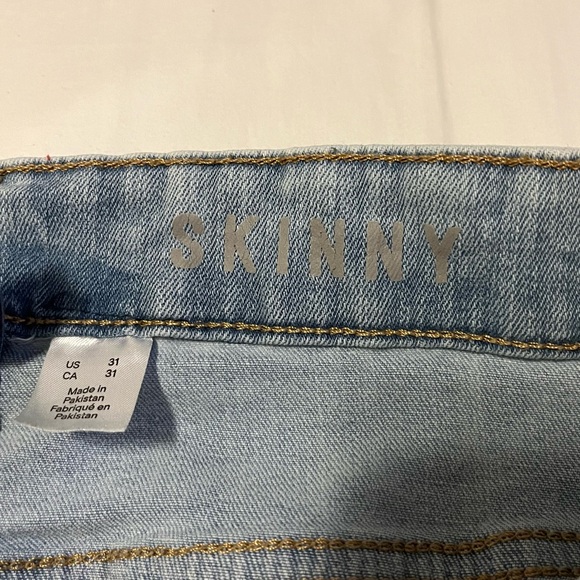 SKINNY
US 31
CA 31
Made in
Pakistan
Fabriqué en
Pakistan